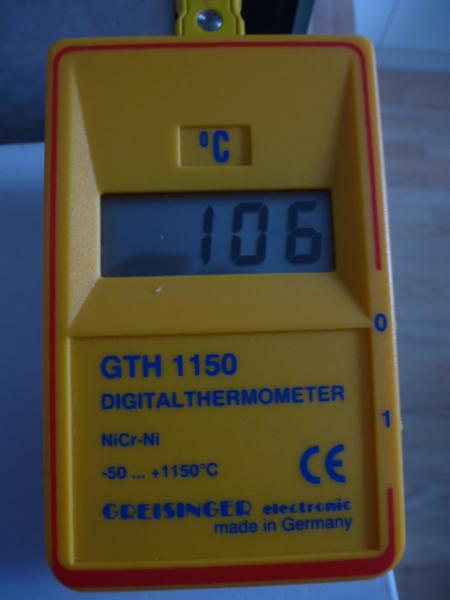 °C
106
0
GTH 1150
DIGITALTHERMOMETER
1
NiCr-Ni
-50 ... +1150°C
CE
GREISINGER electronic
made in Germany